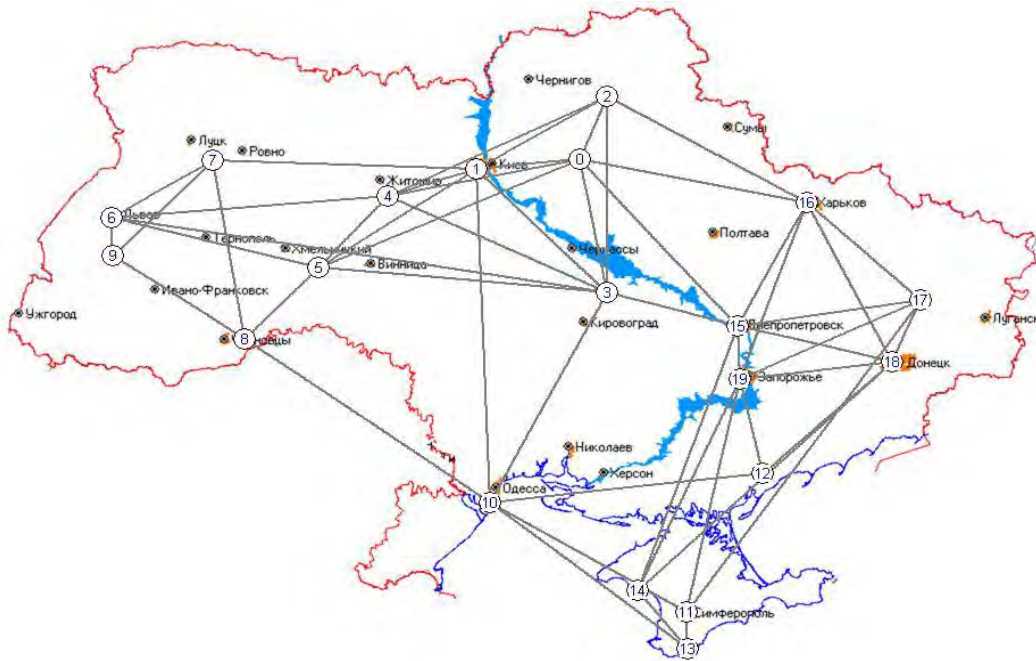 Чернигов
2
Сумы
Луцк
Ровно
7
1
Киев
0
Житомир
4
16
Харьков
6
Львов
Полтава
Тернополь
Хмельницкий
Черкассы
9
5
Винница
Ивано-Франковск
3
17
Ужгород
Кировоград
15
Днепропетровск
Луганск
8
18
Донецк
19
Запорожье
Николаев
12
Херсон
10
Одесса
14
11
Симферополь
13